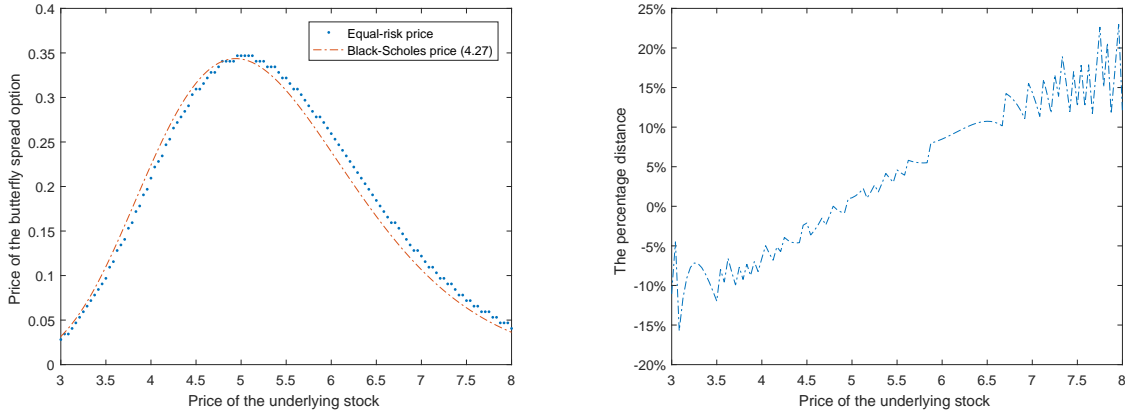 0.4
0.35
0.3
0.25
0.2
0.15
0.1
0.05
0
Price of the butterfly spread option
Equal-risk price
Black-Scholes price (4.27)
3 3.5 4 4.5 5 5.5 6 6.5 7 7.5 8
Price of the underlying stock
25%
20%
15%
10%
5%
0%
-5%
-10%
-15%
-20%
The percentage distance
3 3.5 4 4.5 5 5.5 6 6.5 7 7.5 8
Price of the underlying stock